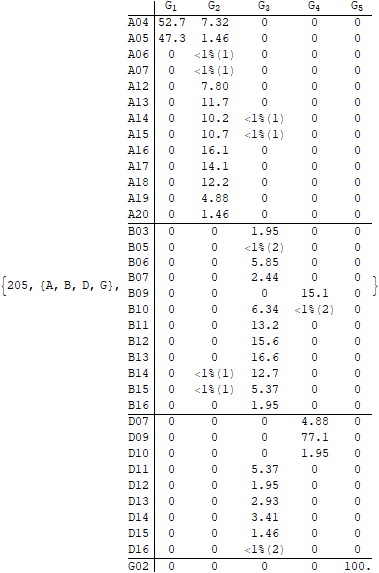 G1 G2 G3 G4 G5
A04 52.7 7.32 0 0 0
A05 47.3 1.46 0 0 0
A06 0 <1%(1) 0 0 0
A07 0 <1%(1) 0 0 0
A12 0 7.80 0 0 0
A13 0 11.7 0 0 0
A14 0 10.2 <1%(1) 0 0
A15 0 10.7 <1%(1) 0 0
A16 0 16.1 0 0 0
A17 0 14.1 0 0 0
A18 0 12.2 0 0 0
A19 0 4.88 0 0 0
A20 0 1.46 0 0 0
B03 0 0 1.95 0 0
B05 0 0 <1%(2) 0 0
B06 0 0 5.85 0 0
{205, {A, B, D, G}, B07 0 0 2.44 0 0 }
B09 0 0 0 15.1 0
B10 0 0 6.34 <1%(2) 0
B11 0 0 13.2 0 0
B12 0 0 15.6 0 0
B13 0 0 16.6 0 0
B14 0 <1%(1) 12.7 0 0
B15 0 <1%(1) 5.37 0 0
B16 0 0 1.95 0 0
D07 0 0 0 4.88 0
D09 0 0 0 77.1 0
D10 0 0 0 1.95 0
D11 0 0 5.37 0 0
D12 0 0 1.95 0 0
D13 0 0 2.93 0 0
D14 0 0 3.41 0 0
D15 0 0 1.46 0 0
D16 0 0 <1%(2) 0 0
G02 0 0 0 0 100.